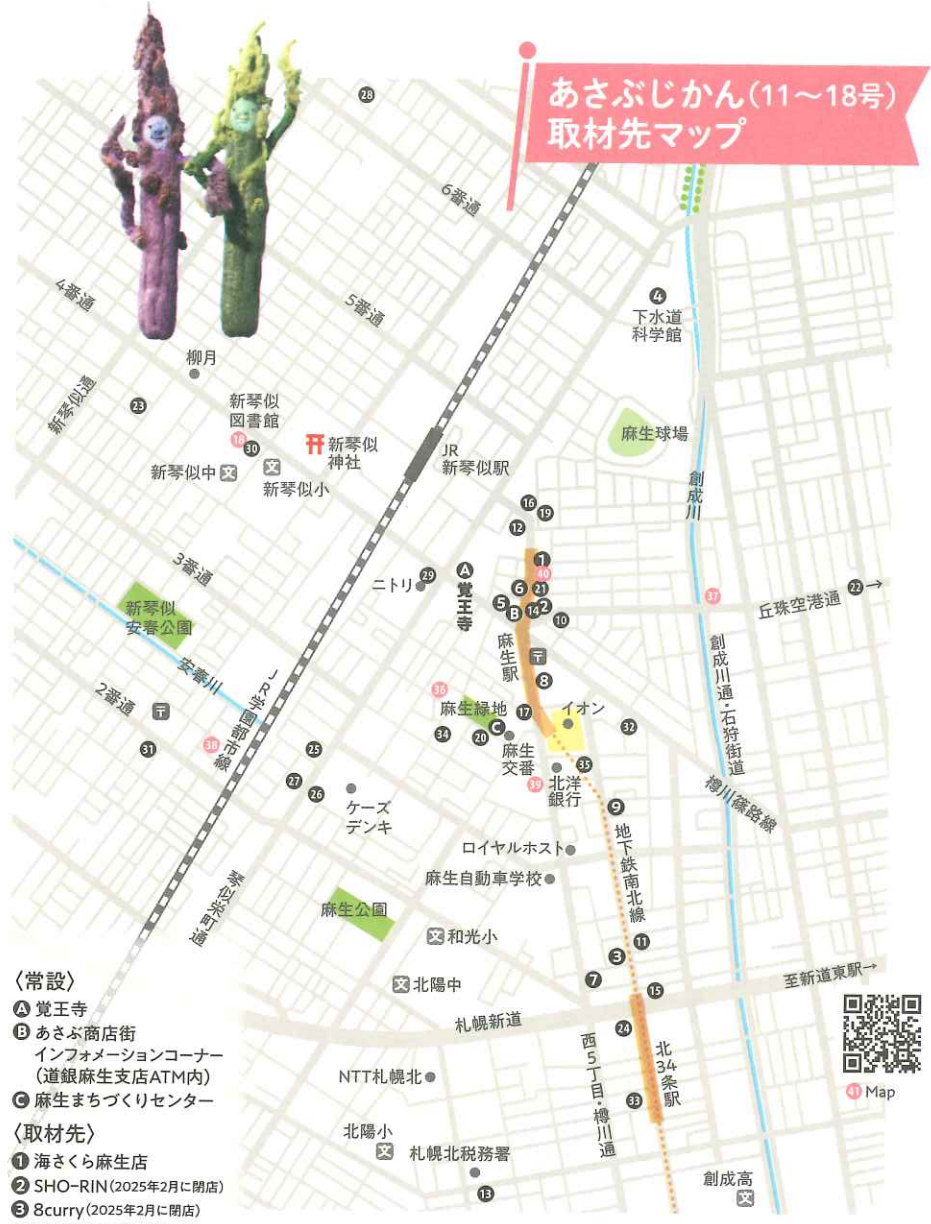 あさぶじかん(11〜18号)
取材先マップ
28
6番通
4番通
5番通
4
下水道
科学館
柳月
新琴似通
23
新琴似
図書館
18
30
新琴似
神社
麻生球場
JR
新琴似駅
新琴似中 文
文
新琴似小
創成川
16
19
12
1
40
3番通
ニトリ
29
A
覚王寺
6
21
5
B
14
2
10
37
22→
丘珠空港通
新琴似
安春公園
安春川
麻生駅
〒
8
JR学園都市線
創成川通・石狩街道
2番通
〒
36
麻生緑地
17
イオン
32
31
38
25
34
20
C
麻生
交番
35
39
北洋
銀行
27
26
ケーズ
デンキ
9
樽川篠路線
地下鉄南北線
ロイヤルホスト
麻生自動車学校
琴似栄町通
麻生公園
文 和光小
11
3
7
文 北陽中
15
至新道東駅→
札幌新道
24
西5丁目・樽川通
北34条駅
NTT札幌北
33
41 Map
北陽小
文
札幌北税務署
13
創成高
文
〈常設〉
A 覚王寺
B あさぶ商店街
インフォメーションコーナー
(道銀麻生支店ATM内)
C 麻生まちづくりセンター
〈取材先〉
1 海さくら麻生店
2 SHO-RIN(2025年2月に閉店)
3 8curry(2025年2月に閉店)